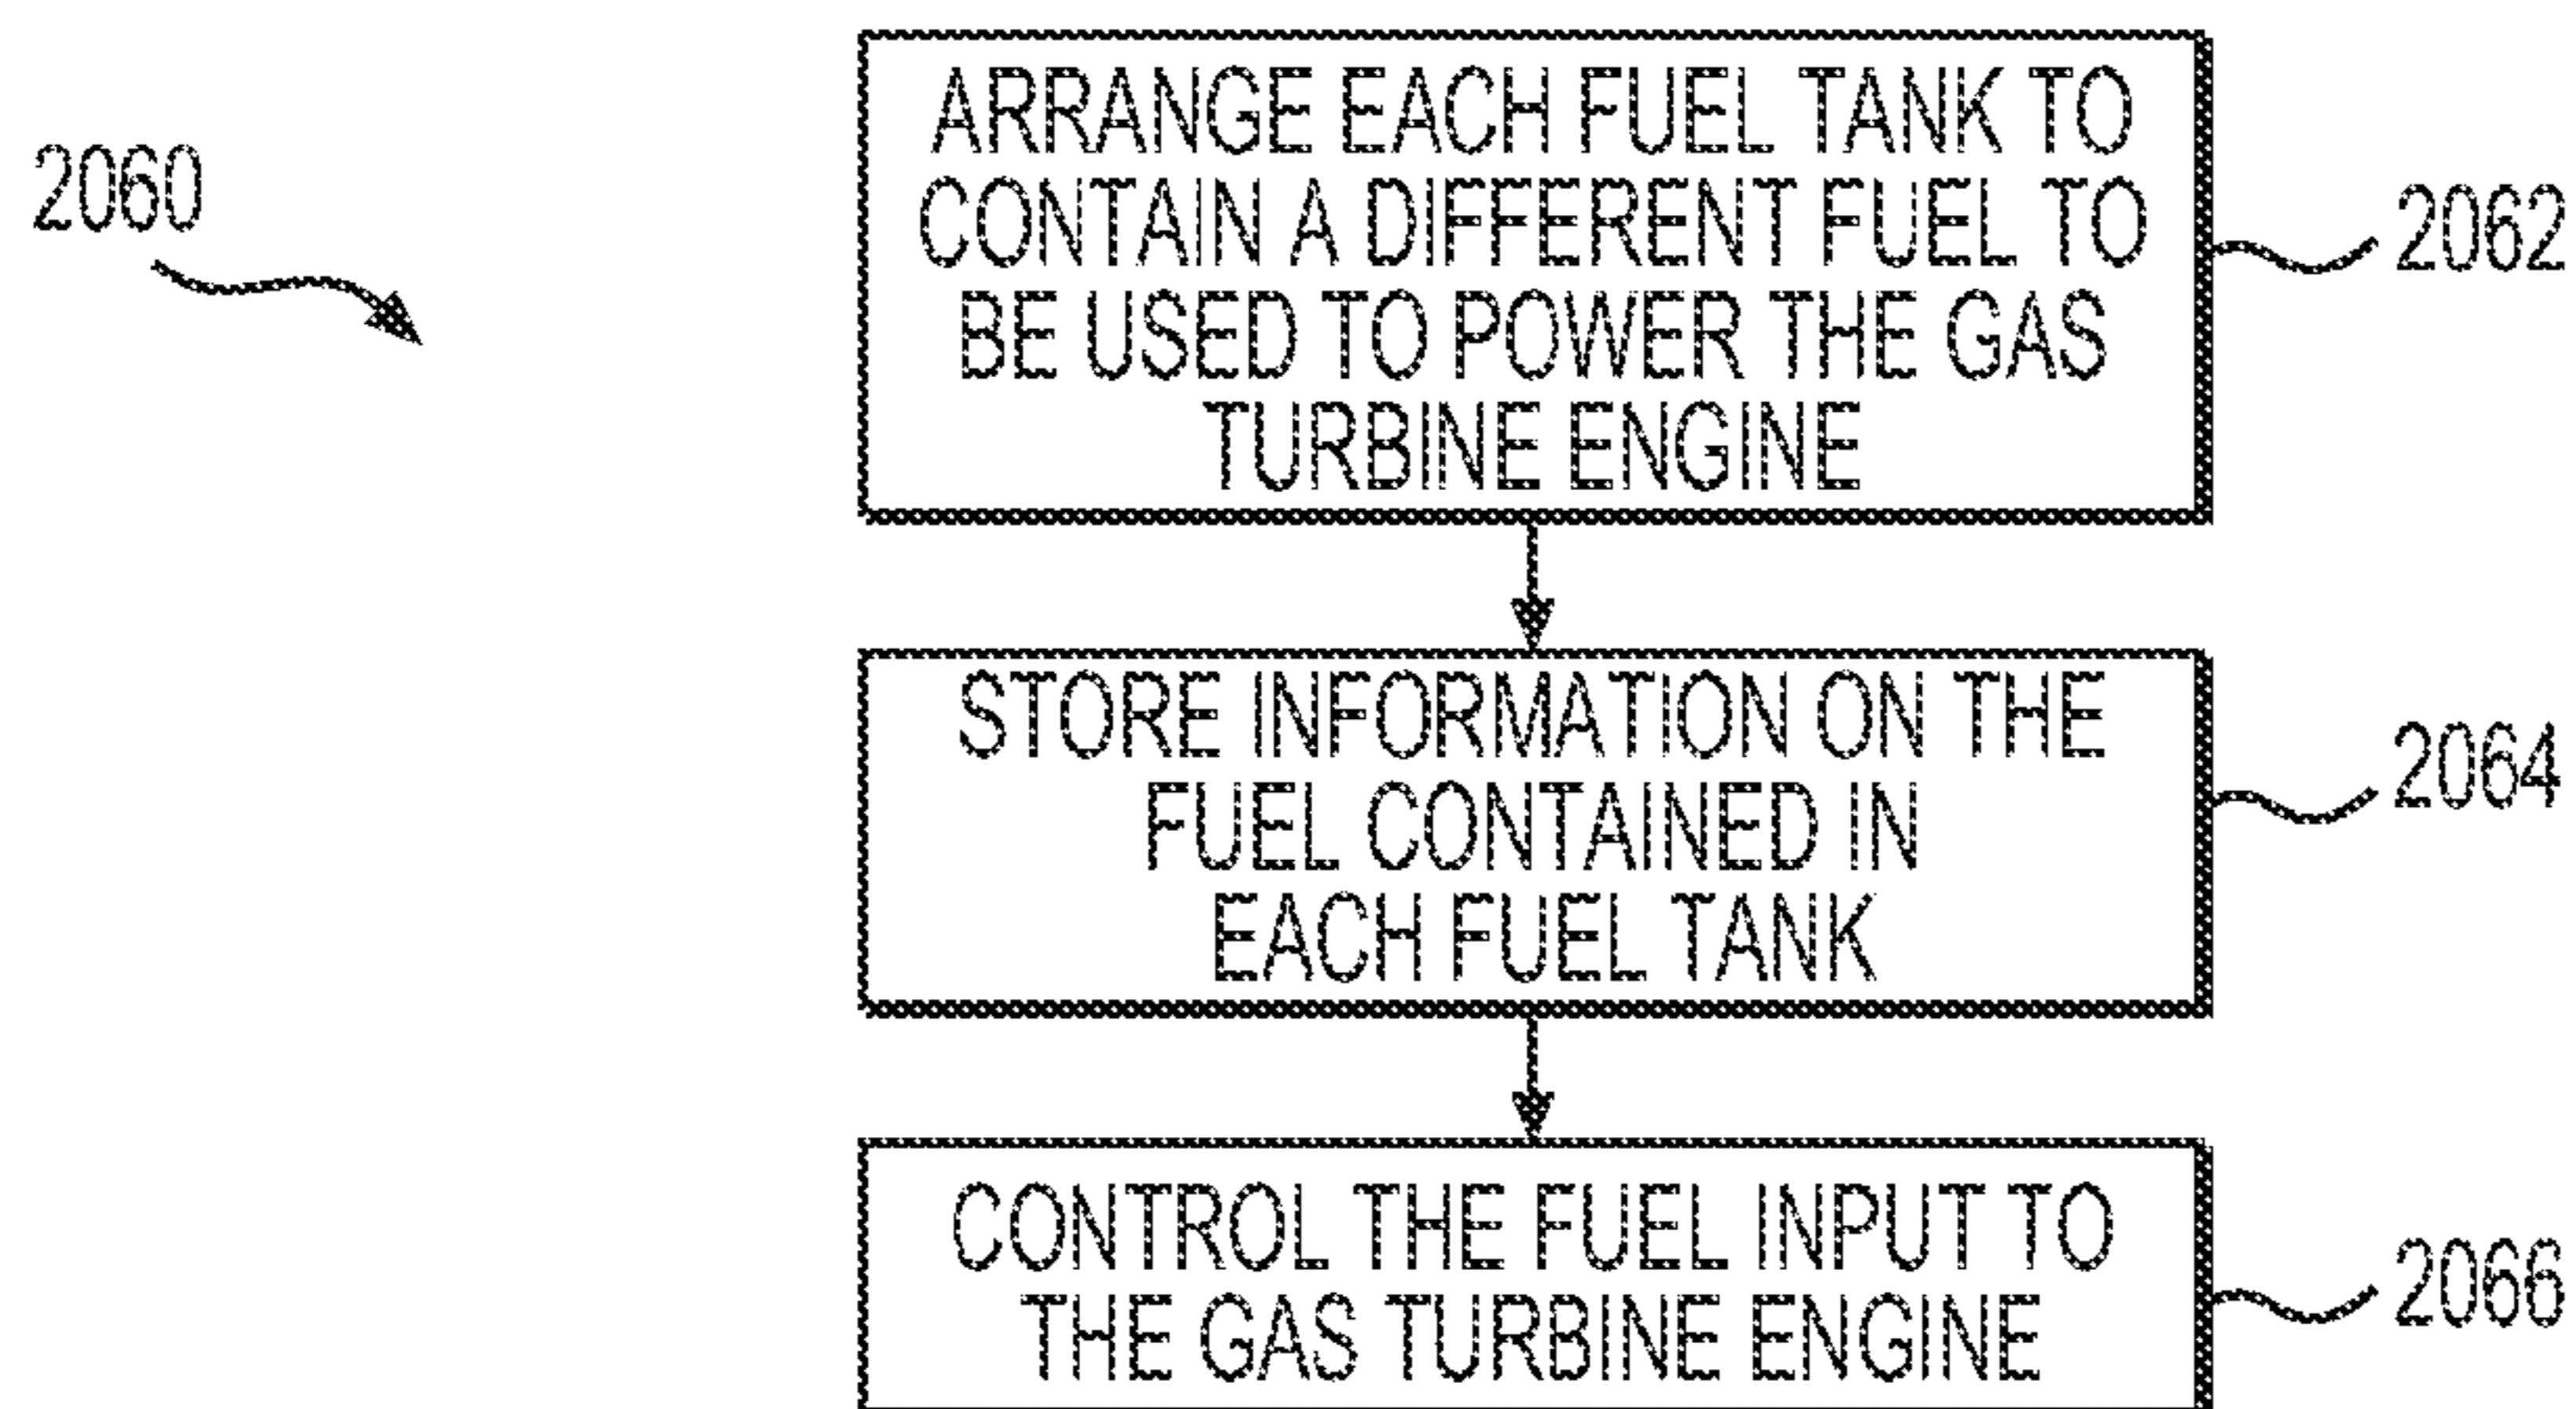 2060
ARRANGE EACH FUEL TANK TO
CONTAIN A DIFFERENT FUEL TO
BE USED TO POWER THE GAS
TURBINE ENGINE
2062
STORE INFORMATION ON THE
FUEL CONTAINED IN
EACH FUEL TANK
2064
CONTROL THE FUEL INPUT TO
THE GAS TURBINE ENGINE
2066